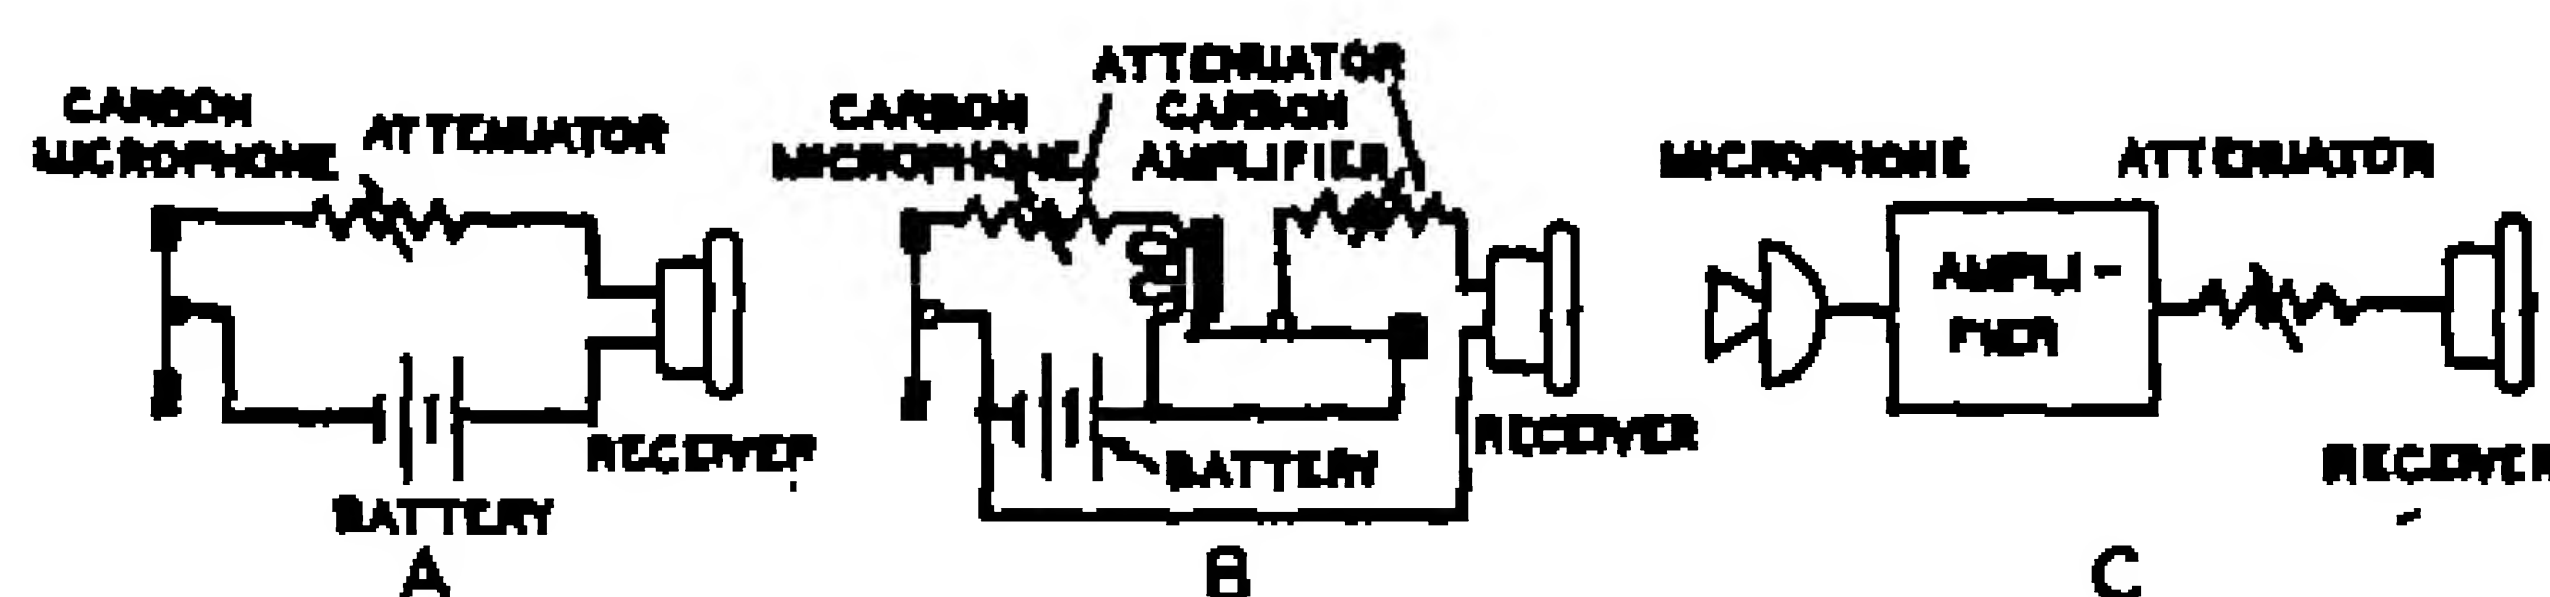 CARBON
MICROPHONE
ATTENUATOR
RECEIVER
BATTERY
A
ATTENUATOR
CARBON
MICROPHONE
CARBON
AMPLIFIER
BATTERY
RECEIVER
B
MICROPHONE
AMPLI-
FIER
ATTENUATOR
RECEIVER
C